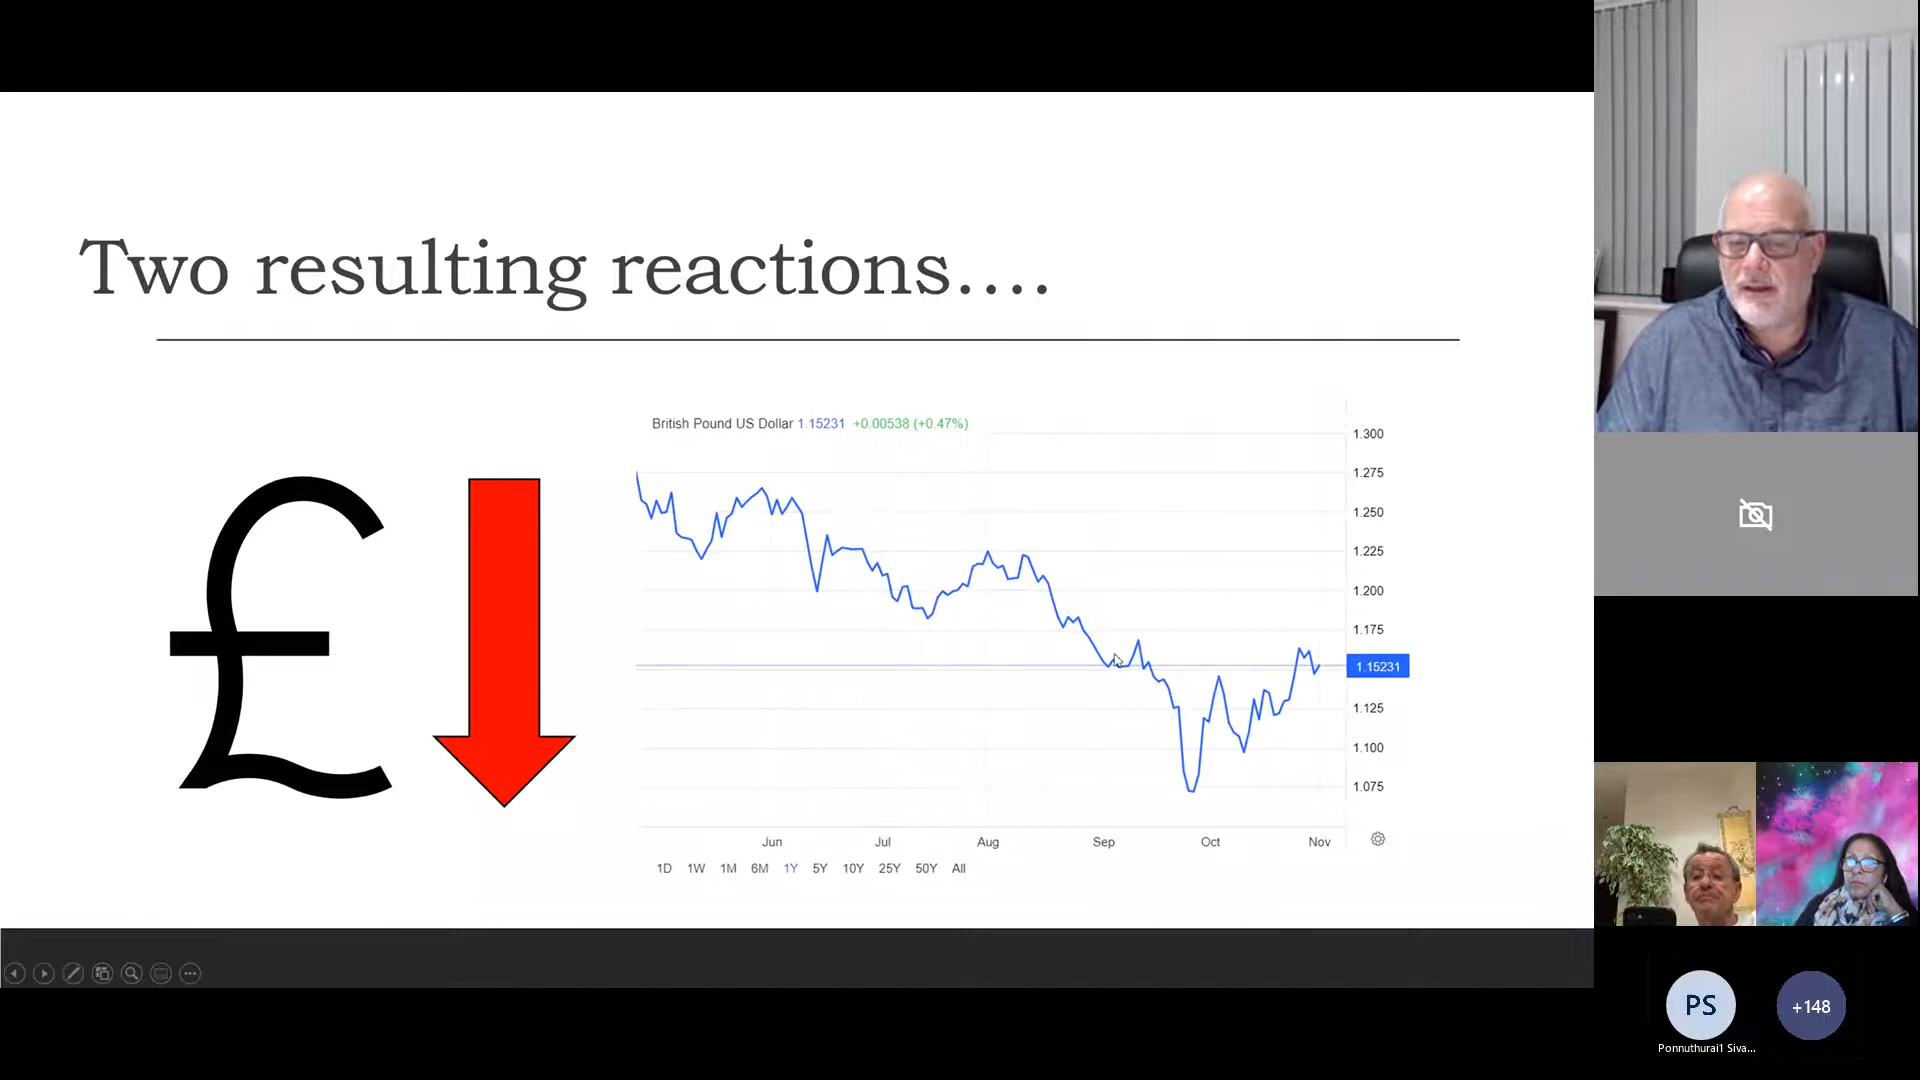 Two resulting reactions....
£
British Pound US Dollar 1.15231 +0.00538 (+0.47%)
1.300
1.275
1.250
1.225
1.200
1.175
1.15231
1.125
1.100
1.075
Jun Jul Aug Sep Oct Nov
1D 1W 1M 6M 1Y 5Y 10Y 25Y 50Y All
PS
+148
Ponnuthurai1 Siva...